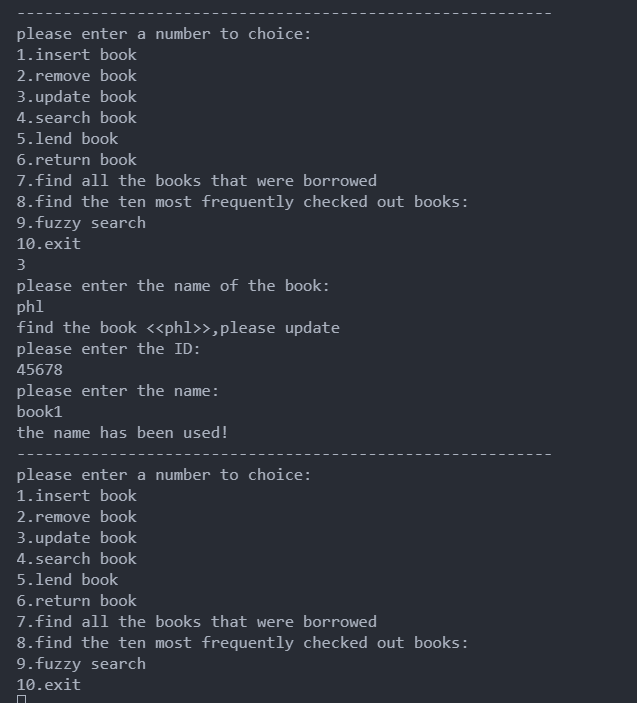 ----------------------------------------------------------
please enter a number to choice:
1.insert book
2.remove book
3.update book
4.search book
5.lend book
6.return book
7.find all the books that were borrowed
8.find the ten most frequently checked out books:
9.fuzzy search
10.exit
3
please enter the name of the book:
phl
find the book <<phl>>,please update
please enter the ID:
45678
please enter the name:
book1
the name has been used!
----------------------------------------------------------
please enter a number to choice:
1.insert book
2.remove book
3.update book
4.search book
5.lend book
6.return book
7.find all the books that were borrowed
8.find the ten most frequently checked out books:
9.fuzzy search
10.exit